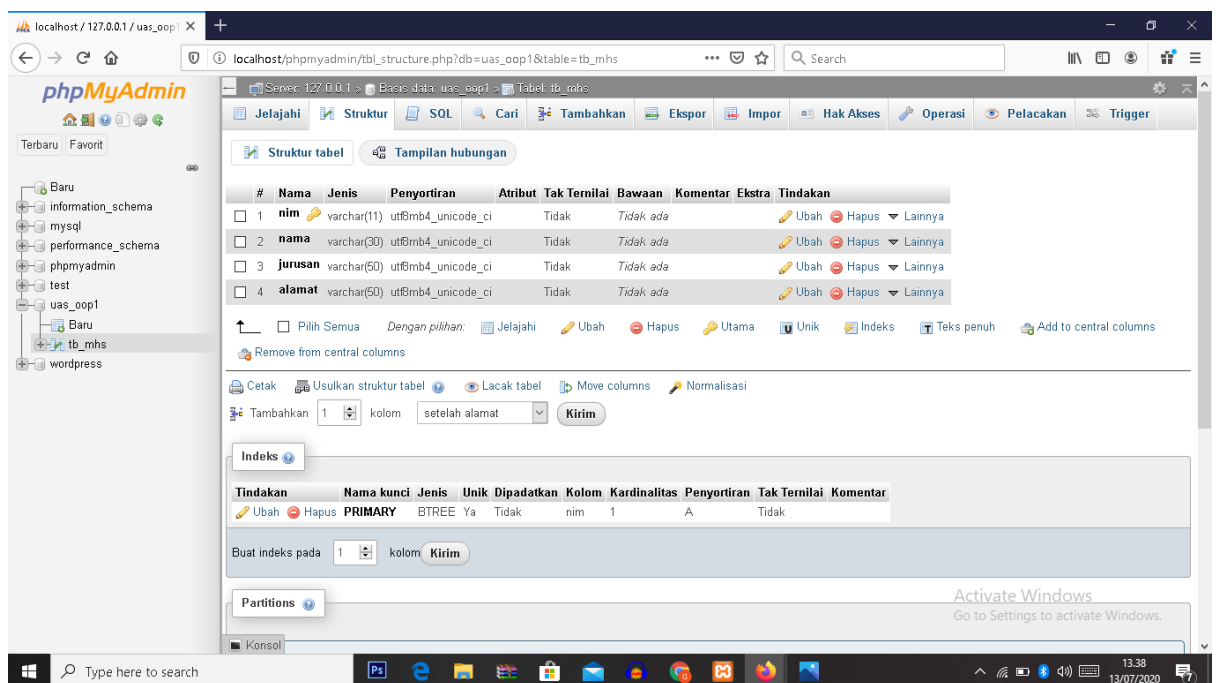 localhost / 127.0.0.1 / uas_oop1
localhost/phpmyadmin/tbl_structure.php?db=uas_oop1&table=tb_mhs
Search
phpMyAdmin
Terbaru Favorit
Baru
information_schema
mysql
performance_schema
phpmyadmin
test
uas_oop1
Baru
tb_mhs
wordpress
Server: 127.0.0.1 » Basis data: uas_oop1 » Tabel: tb_mhs
Jelajahi Struktur SQL Cari Tambahkan Ekspor Impor Hak Akses Operasi Pelacakan Trigger
Struktur tabel Tampilan hubungan
# Nama Jenis Penyortiran Atribut Tak Ternilai Bawaan Komentar Ekstra Tindakan
1 nim varchar(11) utf8mb4_unicode_ci Tidak Tidak ada Ubah Hapus Lainnya
2 nama varchar(30) utf8mb4_unicode_ci Tidak Tidak ada Ubah Hapus Lainnya
3 jurusan varchar(50) utf8mb4_unicode_ci Tidak Tidak ada Ubah Hapus Lainnya
4 alamat varchar(50) utf8mb4_unicode_ci Tidak Tidak ada Ubah Hapus Lainnya
Pilih Semua Dengan pilihan: Jelajahi Ubah Hapus Utama Unik Indeks Teks penuh Add to central columns
Remove from central columns
Cetak Usulkan struktur tabel Lacak tabel Move columns Normalisasi
Tambahkan 1 kolom setelah alamat Kirim
Indeks
Tindakan Nama kunci Jenis Unik Dipadatkan Kolom Kardinalitas Penyortiran Tak Ternilai Komentar
Ubah Hapus PRIMARY BTREE Ya Tidak nim 1 A Tidak
Buat indeks pada 1 kolom Kirim
Partitions
Activate Windows
Go to Settings to activate Windows.
Konsol
Type here to search
Ps
13.38
13/07/2020
7